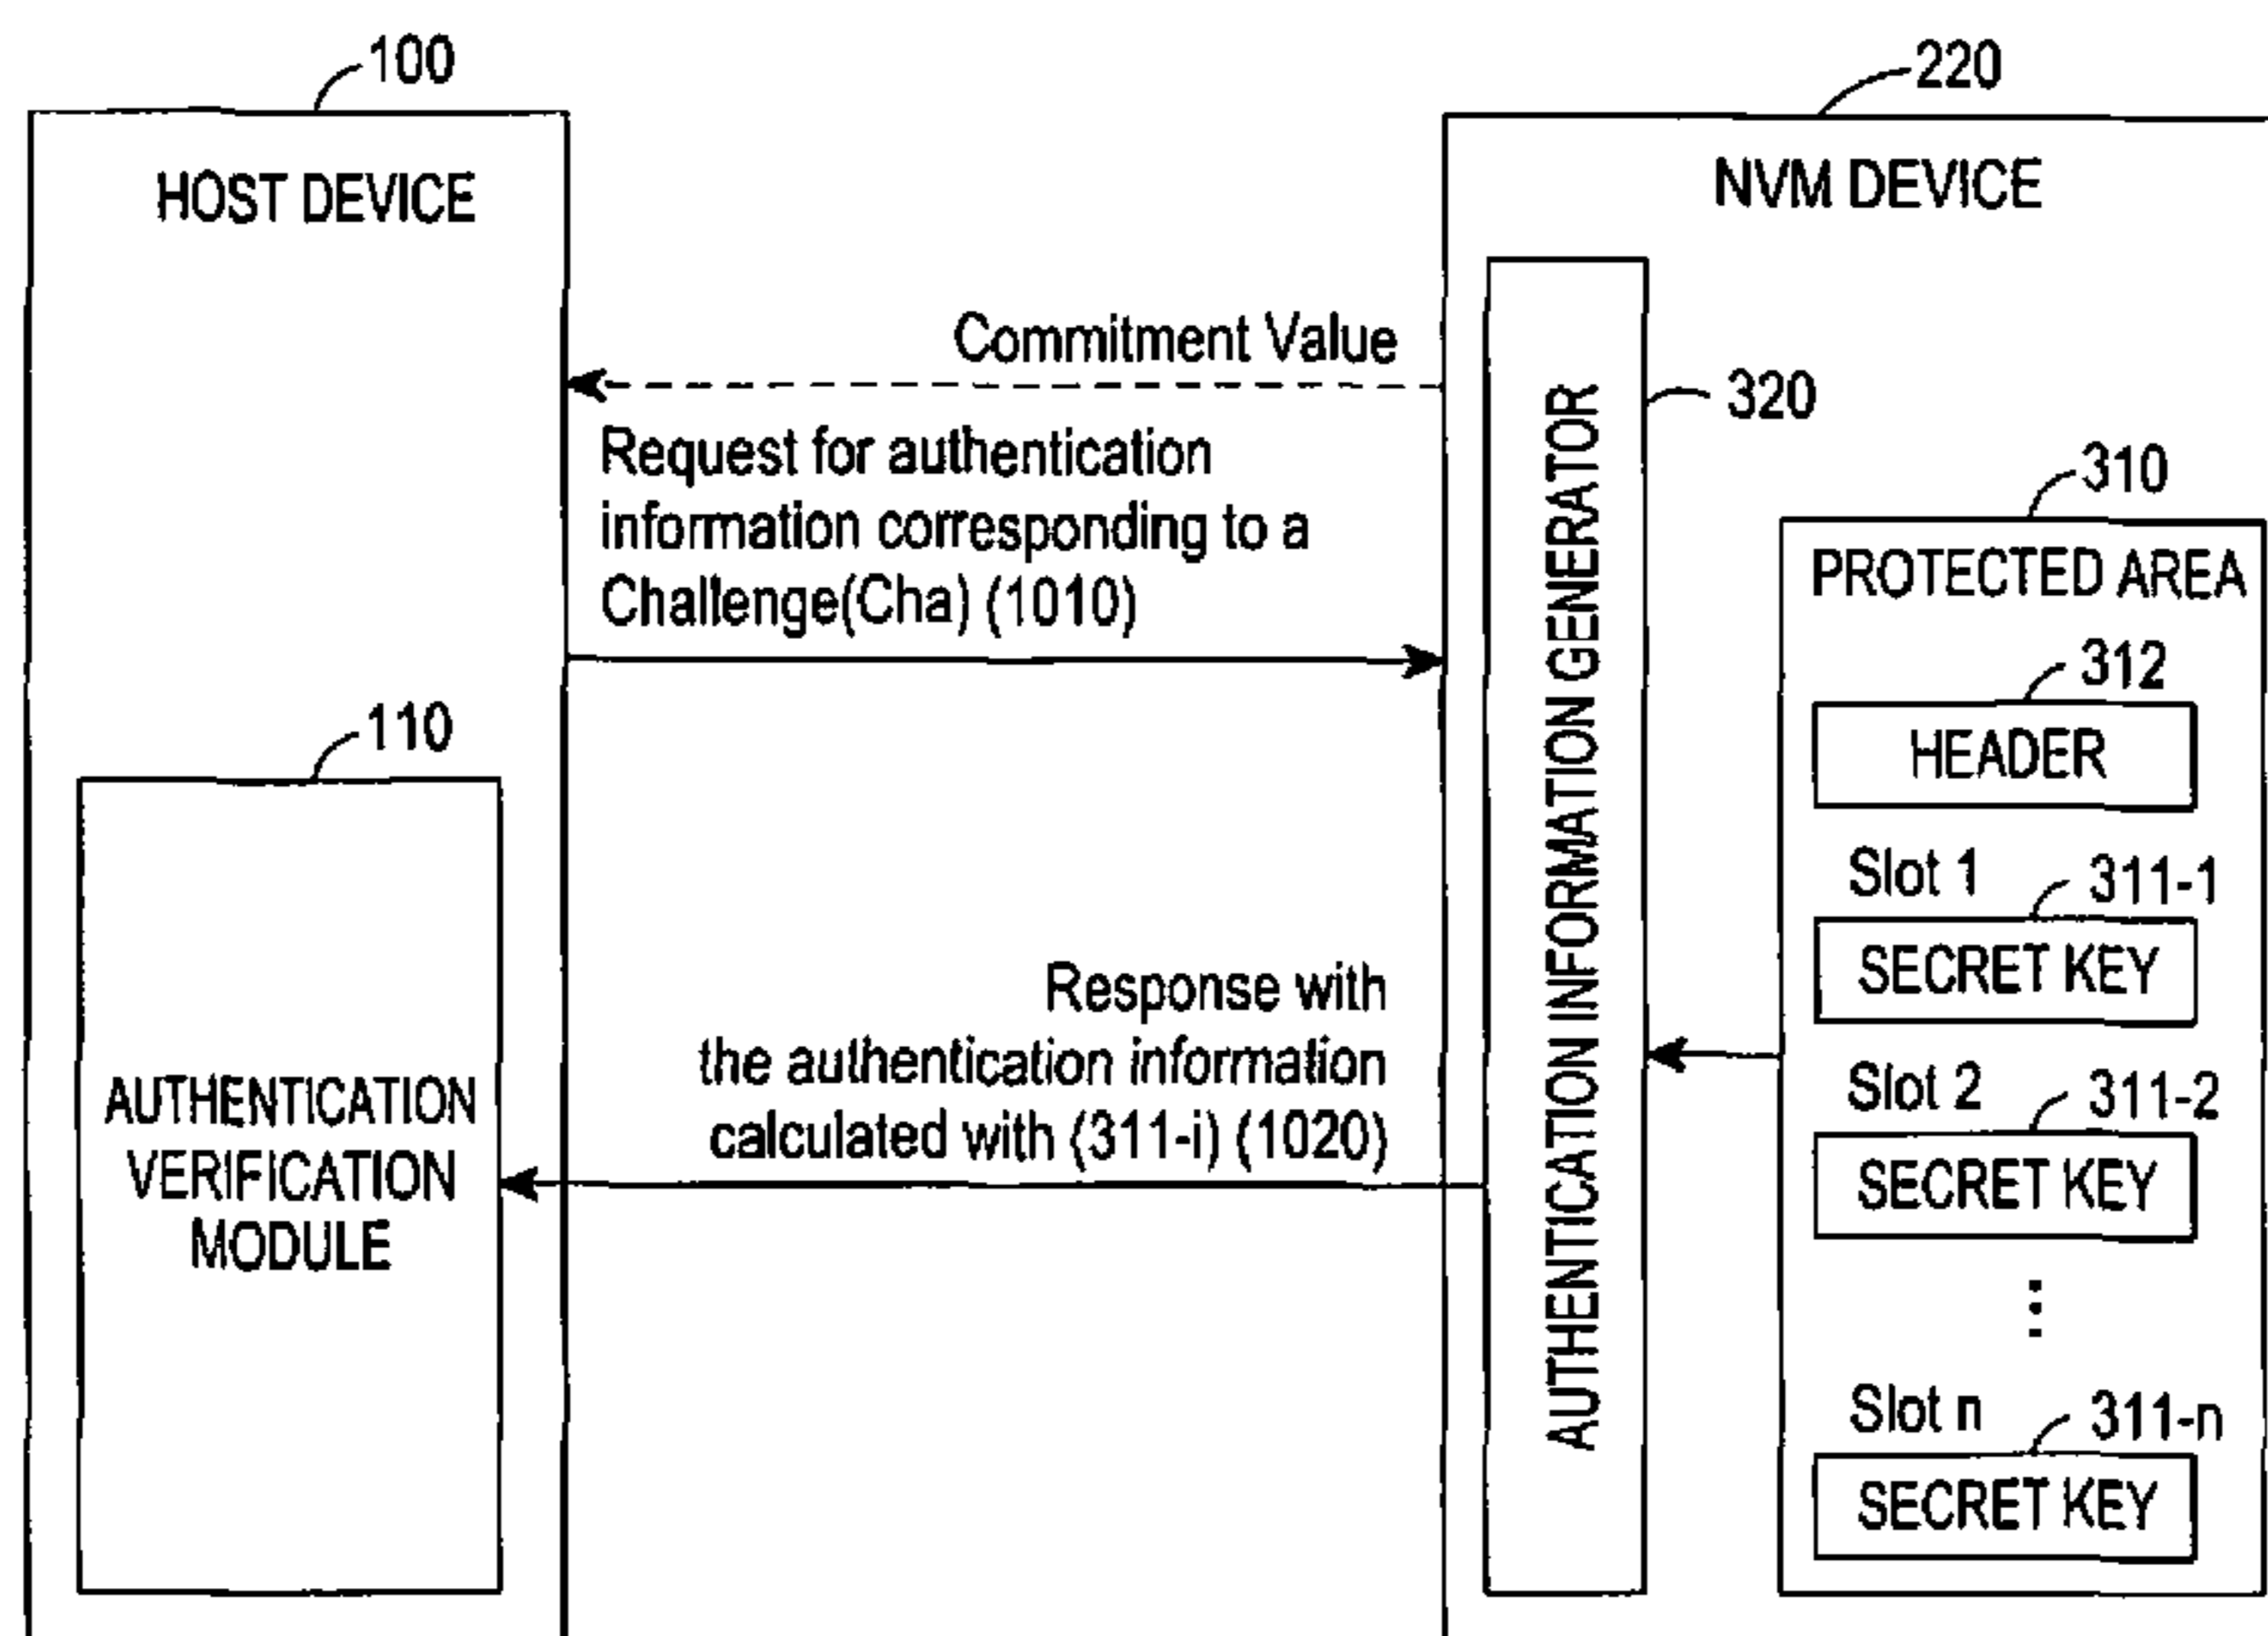 100
HOST DEVICE
110
AUTHENTICATION
VERIFICATION
MODULE
Commitment Value
Request for authentication
information corresponding to a
Challenge(Cha) (1010)
Response with
the authentication information
calculated with (311-i) (1020)
220
NVM DEVICE
320
AUTHENTICATION INFORMATION GENERATOR
310
PROTECTED AREA
312
HEADER
Slot 1 311-1
SECRET KEY
Slot 2 311-2
SECRET KEY
⋮
Slot n 311-n
SECRET KEY